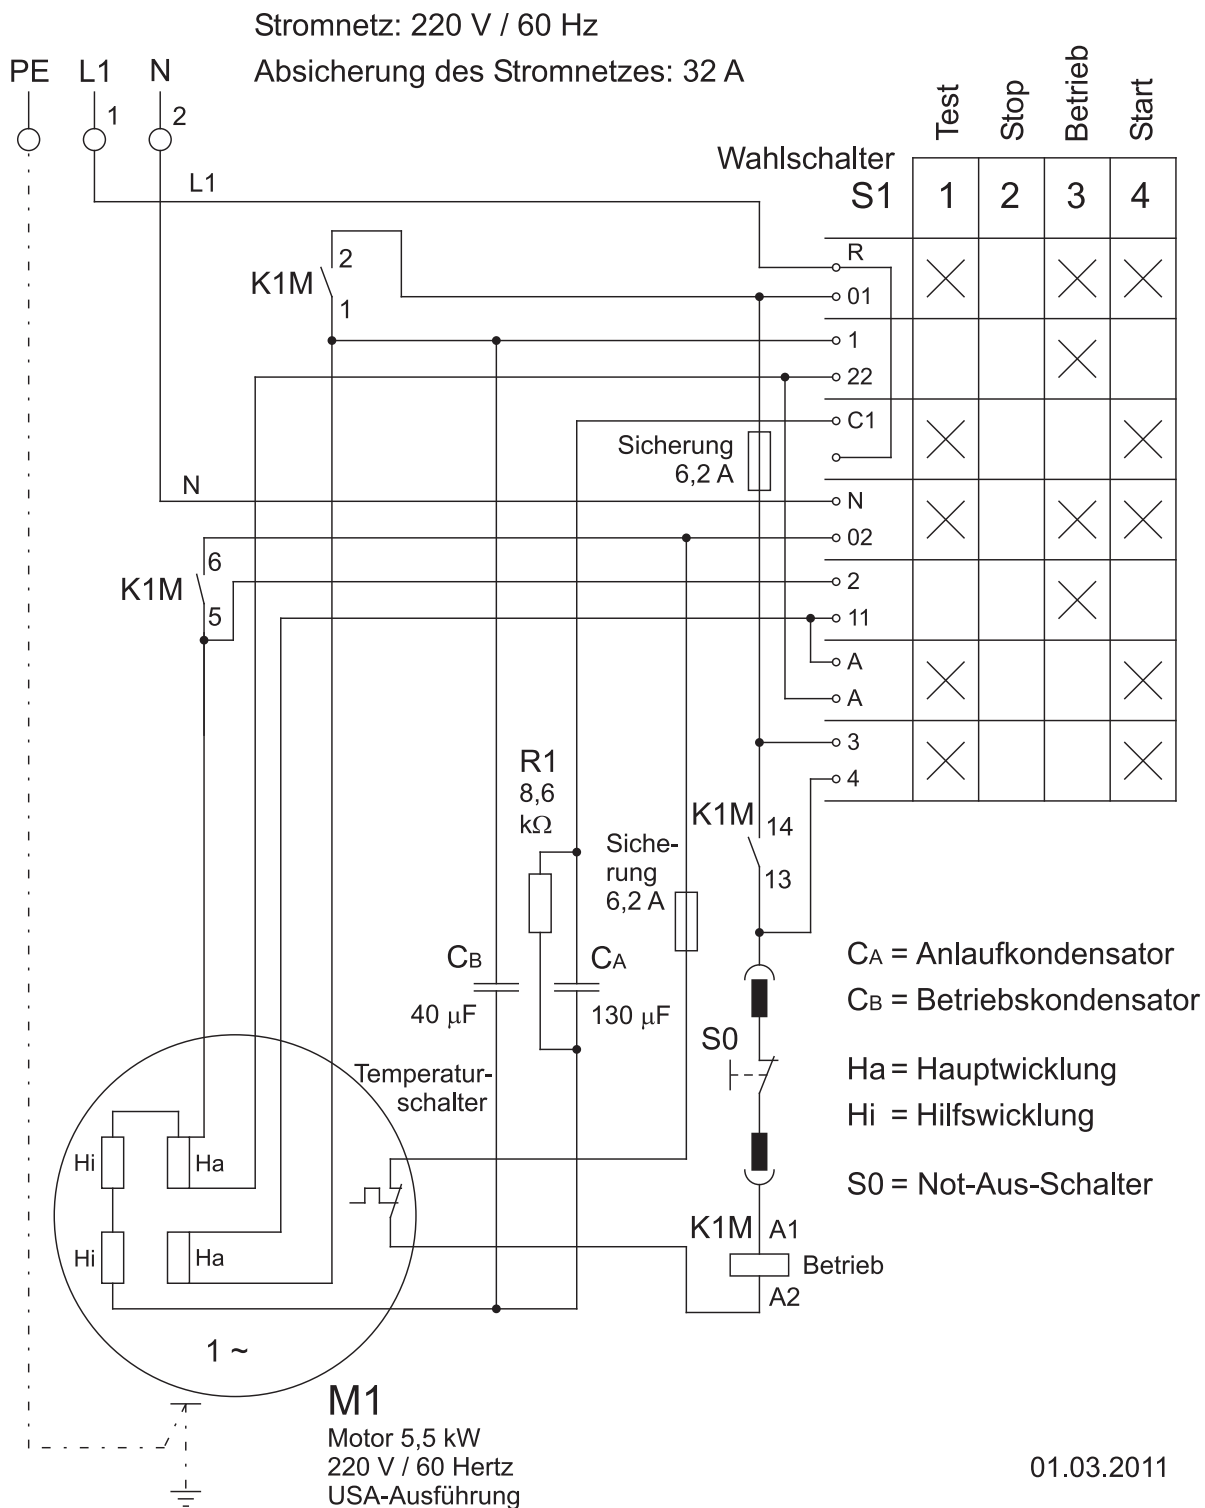 Stromnetz: 220 V / 60 Hz
Absicherung des Stromnetzes: 32 A
PE L1 N
1 2
L1
Test Stop Betrieb Start
Wahlschalter
S1 1 2 3 4
R
01
1
22
C1
N
02
2
11
A
A
3
4
K1M 2
1
Sicherung
6,2 A
N
K1M 6
5
R1
8,6
kΩ
Siche-
rung
6,2 A
K1M 14
13
CB
40 µF
CA
130 µF
S0
Temperatur-
schalter
CA = Anlaufkondensator
CB = Betriebskondensator
Ha = Hauptwicklung
Hi = Hilfswicklung
S0 = Not-Aus-Schalter
Hi Ha
Hi Ha
K1M A1
Betrieb
A2
1 ~
M1
Motor 5,5 kW
220 V / 60 Hertz
USA-Ausführung
01.03.2011